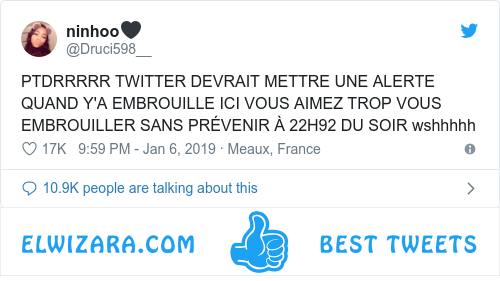 ninhoo🖤
@Druci598__
PTDRRRRR TWITTER DEVRAIT METTRE UNE ALERTE
QUAND Y'A EMBROUILLE ICI VOUS AIMEZ TROP VOUS
EMBROUILLER SANS PRÉVENIR À 22H92 DU SOIR wshhhhh
17K 9:59 PM - Jan 6, 2019 · Meaux, France
10.9K people are talking about this
ELWIZARA.COM BEST TWEETS